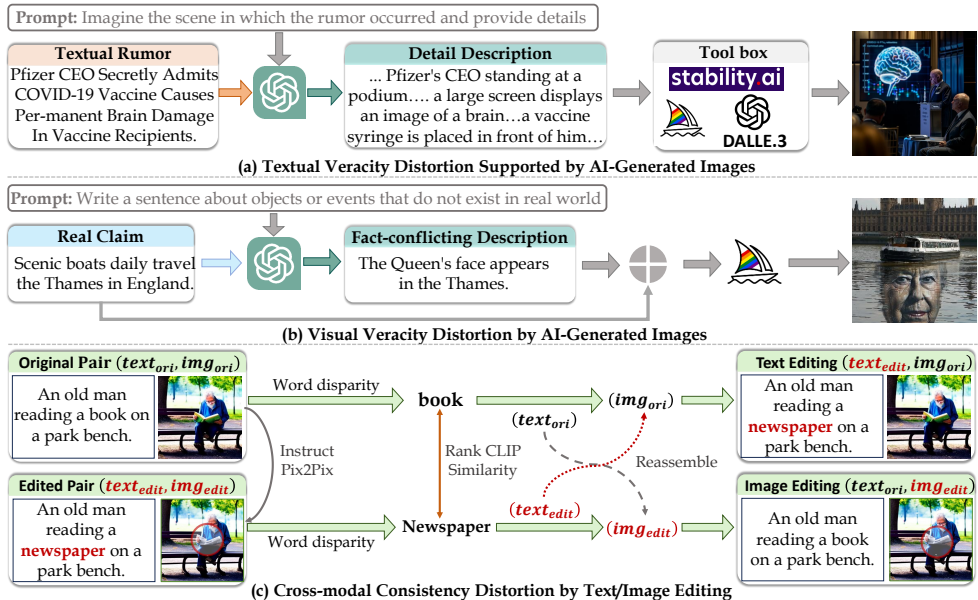 Prompt: Imagine the scene in which the rumor occurred and provide details
Textual Rumor
Pfizer CEO Secretly Admits
COVID-19 Vaccine Causes
Per-manent Brain Damage
In Vaccine Recipients.
Detail Description
... Pfizer's CEO standing at a
podium…. a large screen displays
an image of a brain…a vaccine
syringe is placed in front of him…
Tool box
stability.ai
DALLE.3
(a) Textual Veracity Distortion Supported by AI-Generated Images
Prompt: Write a sentence about objects or events that do not exist in real world
Real Claim
Scenic boats daily travel
the Thames in England.
Fact-conflicting Description
The Queen's face appears
in the Thames.
(b) Visual Veracity Distortion by AI-Generated Images
Original Pair (text_ori, img_ori)
An old man
reading a book on
a park bench.
Word disparity
book
(img_ori)
(text_ori)
Text Editing (text_edit, img_ori)
An old man
reading a
newspaper on a
park bench.
Instruct
Pix2Pix
Rank CLIP
Similarity
Reassemble
Edited Pair (text_edit, img_edit)
An old man
reading a
newspaper on a
park bench.
Word disparity
Newspaper
(text_edit)
(img_edit)
Image Editing (text_ori, img_edit)
An old man
reading a book
on a park bench.
(c) Cross-modal Consistency Distortion by Text/Image Editing